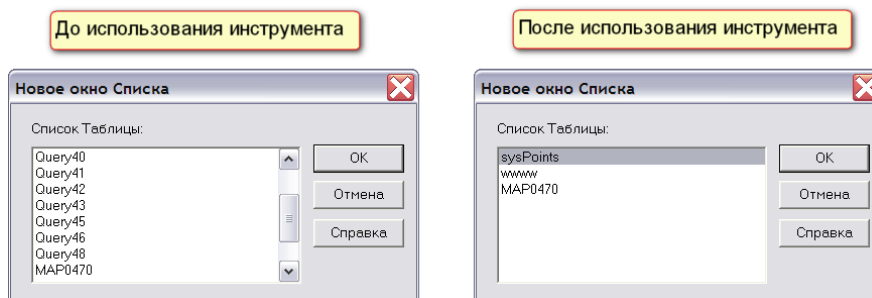 До использования инструмента
После использования инструмента
Новое окно Списка
Список Таблицы:
Query40
Query41
Query42
Query43
Query45
Query46
Query48
MAP0470
OK
Отмена
Справка
Новое окно Списка
Список Таблицы:
sysPoints
wwww
MAP0470
OK
Отмена
Справка